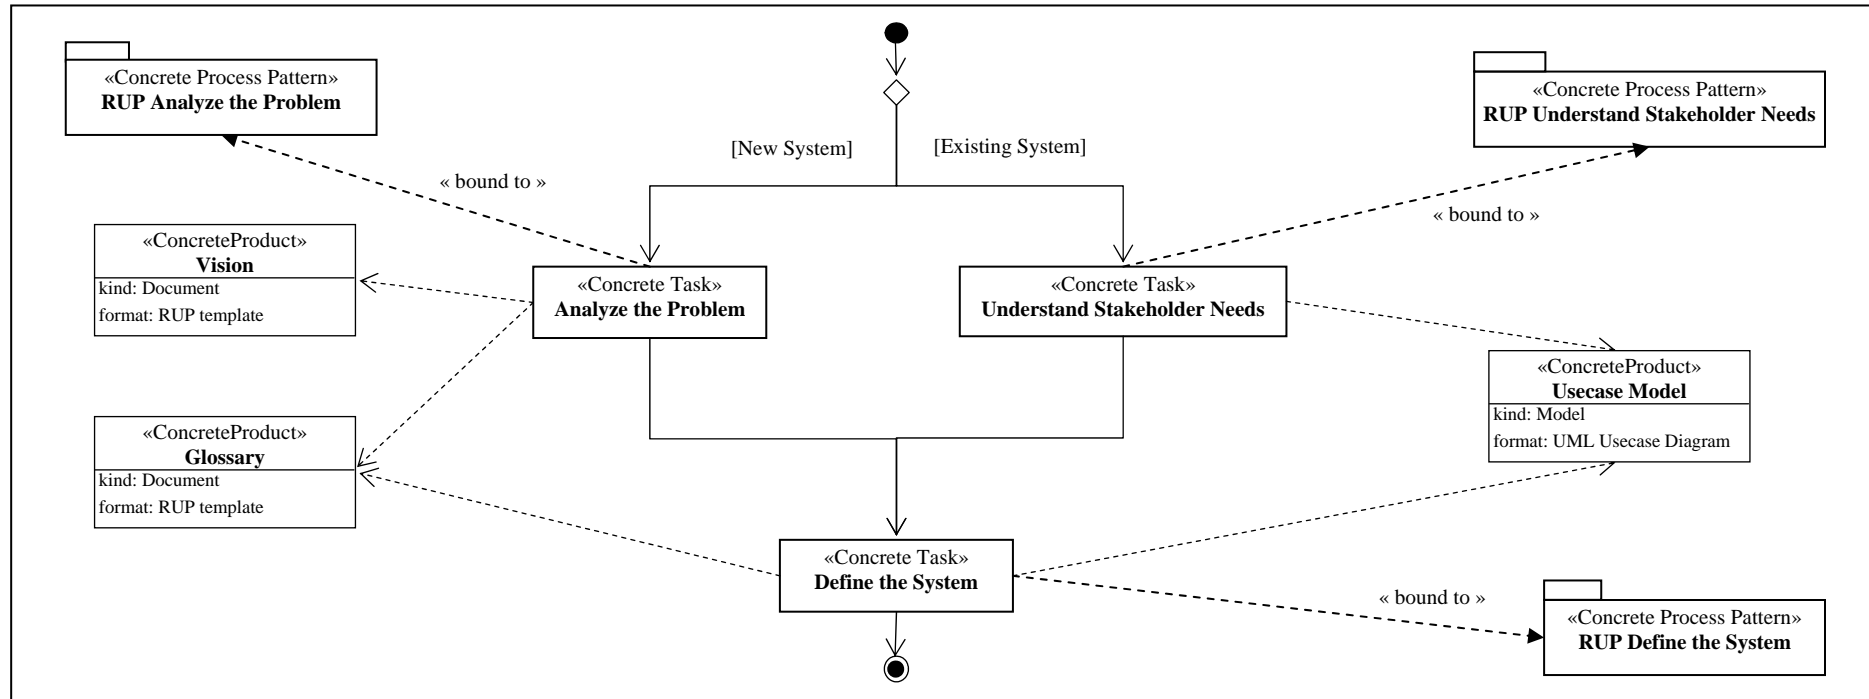 «Concrete Process Pattern»
RUP Analyze the Problem
«Concrete Process Pattern»
RUP Understand Stakeholder Needs
[New System]
[Existing System]
« bound to »
« bound to »
«ConcreteProduct»
Vision
kind: Document
format: RUP template
«Concrete Task»
Analyze the Problem
«Concrete Task»
Understand Stakeholder Needs
«ConcreteProduct»
Usecase Model
kind: Model
format: UML Usecase Diagram
«ConcreteProduct»
Glossary
kind: Document
format: RUP template
«Concrete Task»
Define the System
« bound to »
«Concrete Process Pattern»
RUP Define the System